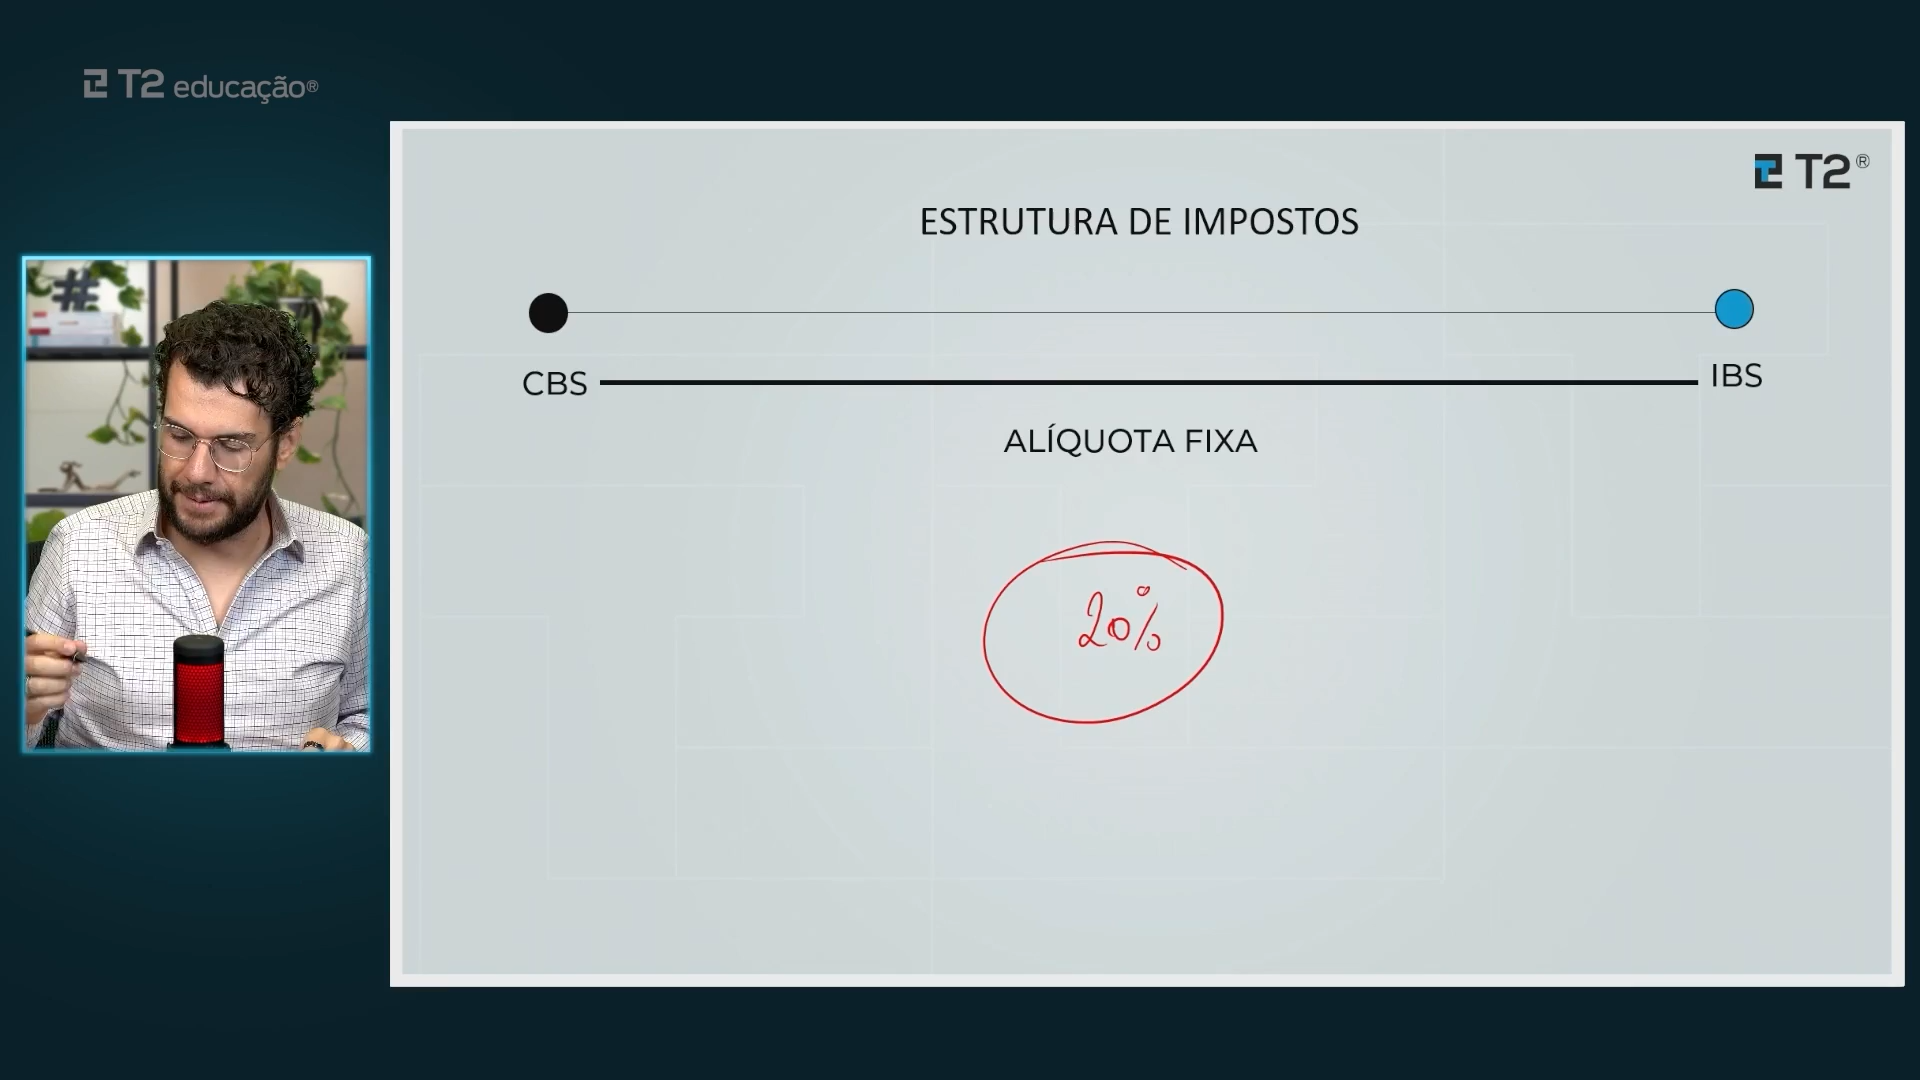 T2 educação®
T2®
ESTRUTURA DE IMPOSTOS
CBS
IBS
ALÍQUOTA FIXA
20%